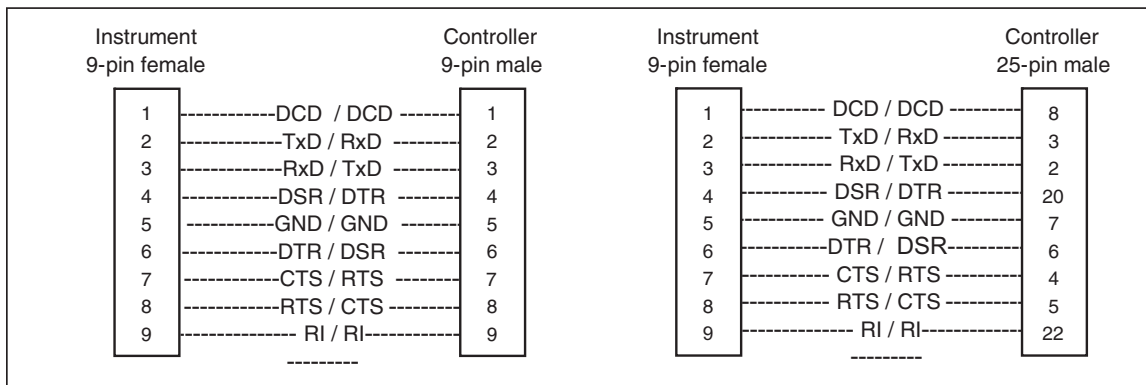 Instrument
9-pin female
Controller
9-pin male
1 DCD / DCD 1
2 TxD / RxD 2
3 RxD / TxD 3
4 DSR / DTR 4
5 GND / GND 5
6 DTR / DSR 6
7 CTS / RTS 7
8 RTS / CTS 8
9 RI / RI 9
Instrument
9-pin female
Controller
25-pin male
1 DCD / DCD 8
2 TxD / RxD 3
3 RxD / TxD 2
4 DSR / DTR 20
5 GND / GND 7
6 DTR / DSR 6
7 CTS / RTS 4
8 RTS / CTS 5
9 RI / RI 22